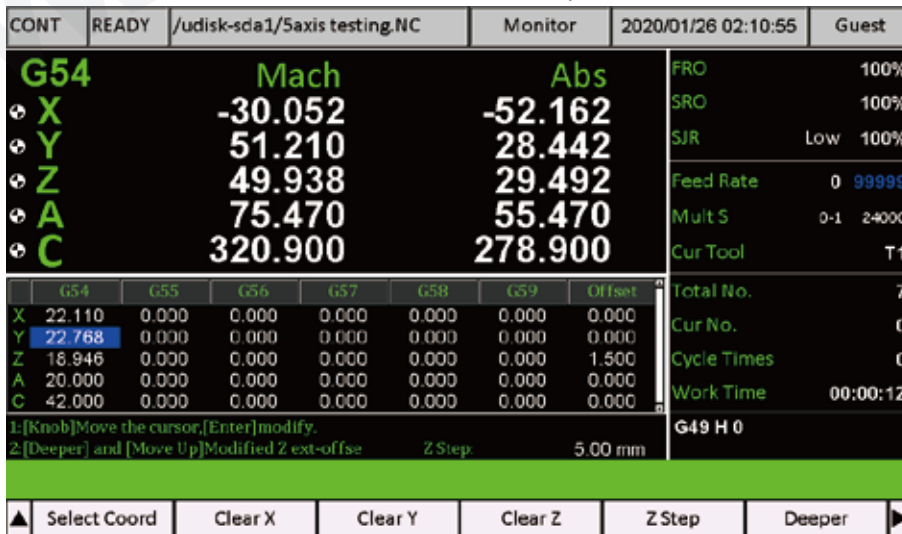 CONT READY /udisk-sda1/5axis testing.NC Monitor 2020/01/26 02:10:55 Guest
G54 Mach Abs
X -30.052 -52.162
Y 51.210 28.442
Z 49.938 29.492
A 75.470 55.470
C 320.900 278.900
FRO 100%
SRO 100%
SJR Low 100%
Feed Rate 0 99999
Mult S 0-1 24000
Cur Tool T1
G54 G55 G56 G57 G58 G59 Offset
X 22.110 0.000 0.000 0.000 0.000 0.000 0.000
Y 22.768 0.000 0.000 0.000 0.000 0.000 0.000
Z 18.946 0.000 0.000 0.000 0.000 0.000 1.500
A 20.000 0.000 0.000 0.000 0.000 0.000 0.000
C 42.000 0.000 0.000 0.000 0.000 0.000 0.000
Total No. 7
Cur No. 0
Cycle Times 0
Work Time 00:00:12
1:[Knob]Move the cursor,[Enter]modify.
2:[Deeper] and [Move Up]Modified Z ext-offse Z Step: 5.00 mm
G49 H 0
Select Coord Clear X Clear Y Clear Z Z Step Deeper